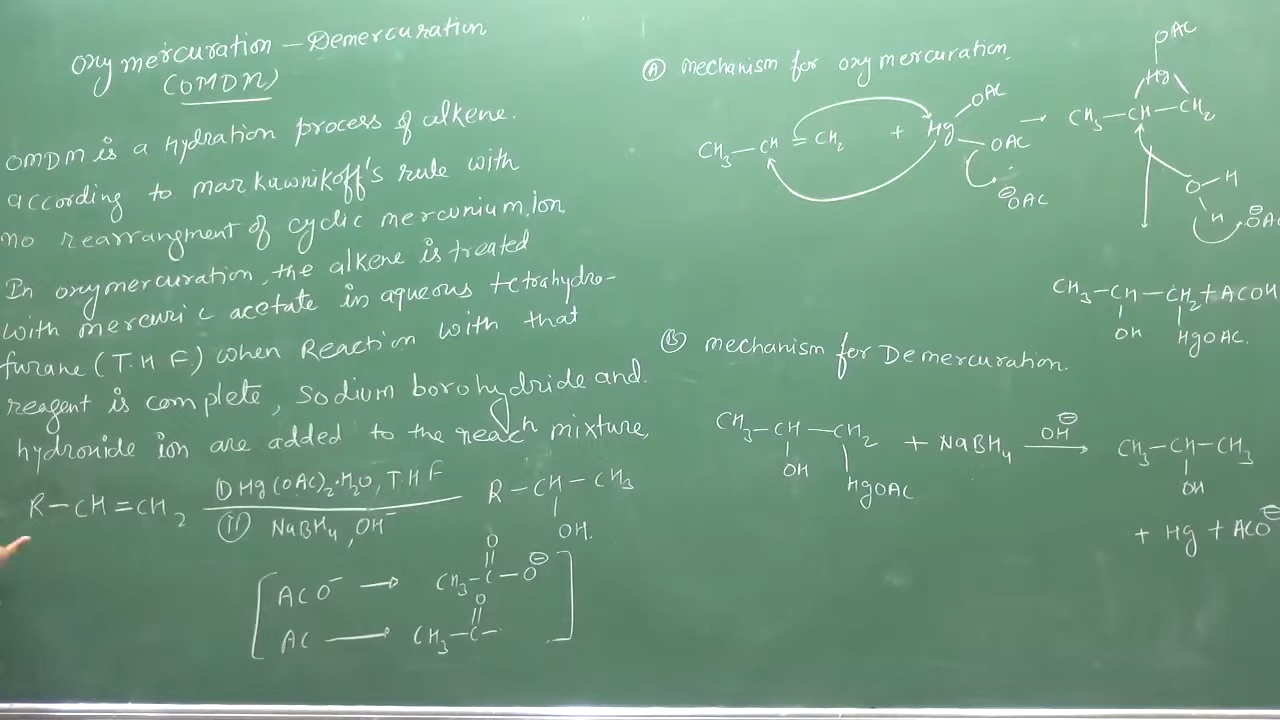 Oxymercuration – Demercuration
(OMDM)
OMDM is a Hydration process of alkene.
according to markawnikoff's rule with
no rearrangment of cyclic mercunium, Ion,
In oxymercuration, the alkene is treated
with mercuric acetate in aqueous tetrahydro-
furane (T.H.F.) when Reaction with that
reagent is complete, Sodium borohydride and.
hydroxide ion are added to the reach mixture,
R–CH=CH₂ (i) Hg(OAC)₂·H₂O, T.H.F R–CH–CH₃
(ii) NaBH₄, OH⁻ OH.
O
ACO⁻ → CH₃–C–O⊖
O
AC → CH₃–C–
(A) mechanism for oxymercuration.
OAC
Hg
CH₃–CH=CH₂ + Hg OAC → CH₃–CH–CH₂
OAC
⊖OAC
O–H
H ⊖OAC
CH₃–CH–CH₂ + ACOH
OH HgOAC.
(B) mechanism for Demercuration.
CH₃–CH–CH₂ + NaBH₄ OH⊖ → CH₃–CH–CH₃
OH HgOAC OH
+ Hg + ACO⊖